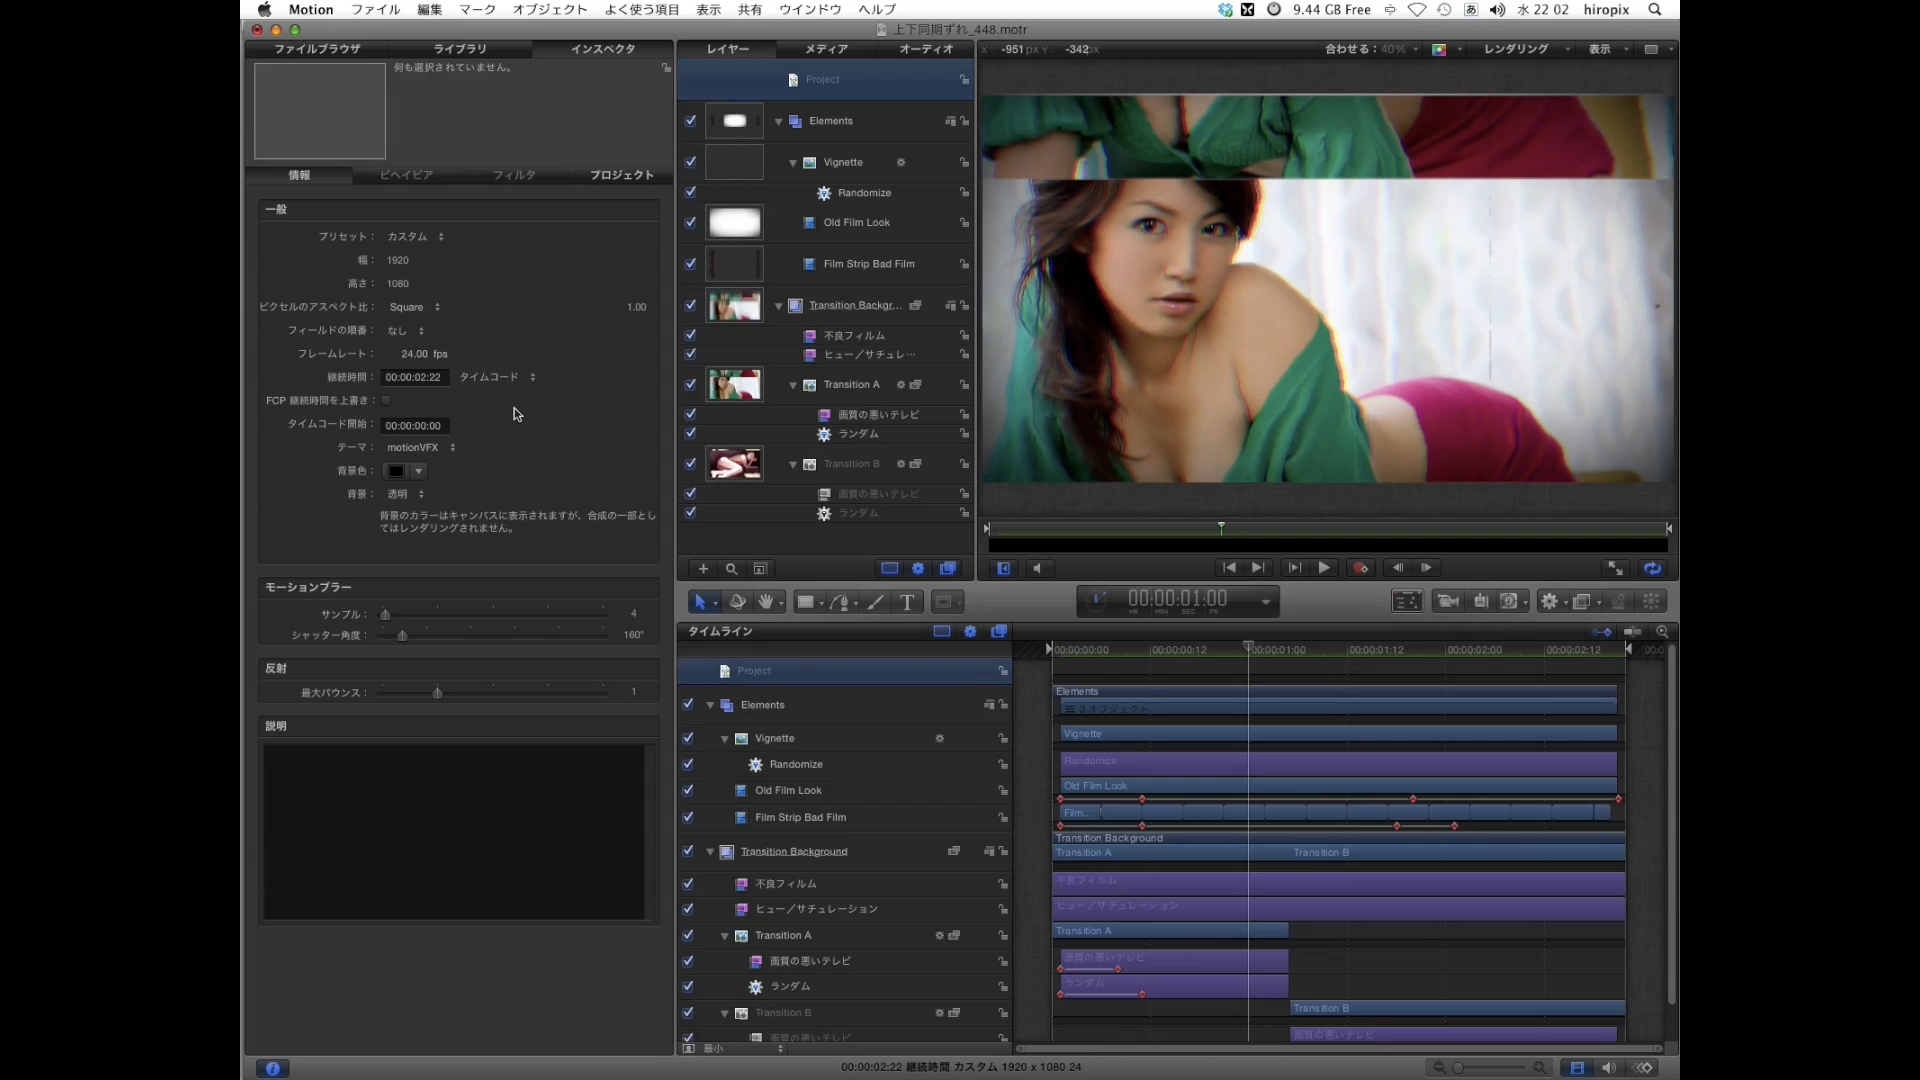 Motion ファイル 編集 マーク オブジェクト よく使う項目 表示 共有 ウインドウ ヘルプ 9.44 GB Free あ 水 22 02 hiropix
上下同期ずれ_448.motr
ファイルブラウザ ライブラリ インスペクタ
何も選択されていません。
情報 ビヘイビア フィルタ プロジェクト
一般
プリセット： カスタム
幅： 1920
高さ： 1080
ピクセルのアスペクト比： Square 1.00
フィールドの順番： なし
フレームレート： 24.00 fps
継続時間： 00:00:02:22 タイムコード
FCP 継続時間を上書き：
タイムコード開始： 00:00:00:00
テーマ： motionVFX
背景色：
背景： 透明
背景のカラーはキャンバスに表示されますが、合成の一部とし
てはレンダリングされません。
モーションブラー
サンプル： 4
シャッター角度： 160°
反射
最大バウンス： 1
説明
レイヤー メディア オーディオ
Project
Elements
Vignette
Randomize
Old Film Look
Film Strip Bad Film
Transition Backgr...
不良フィルム
ヒュー／サチュレ…
Transition A
画質の悪いテレビ
ランダム
Transition B
画質の悪いテレビ
ランダム
X： -951 px Y： -342 px 合わせる：40% レンダリング 表示
00:00:01:00
HR MIN SEC FR
タイムライン
Project
Elements
Vignette
Randomize
Old Film Look
Film Strip Bad Film
Transition Background
不良フィルム
ヒュー／サチュレーション
Transition A
画質の悪いテレビ
ランダム
Transition B
画質の悪いテレビ
最小
00:00:00:00 00:00:00:12 00:00:01:00 00:00:01:12 00:00:02:00 00:00:02:12
Elements
3 オブジェクト
Vignette
Randomize
Old Film Look
Film...
Transition Background
Transition A Transition B
不良フィルム
ヒュー／サチュレーション
Transition A
画質の悪いテレビ
ランダム
Transition B
画質の悪いテレビ
00:00:02:22 継続時間 カスタム 1920 x 1080 24